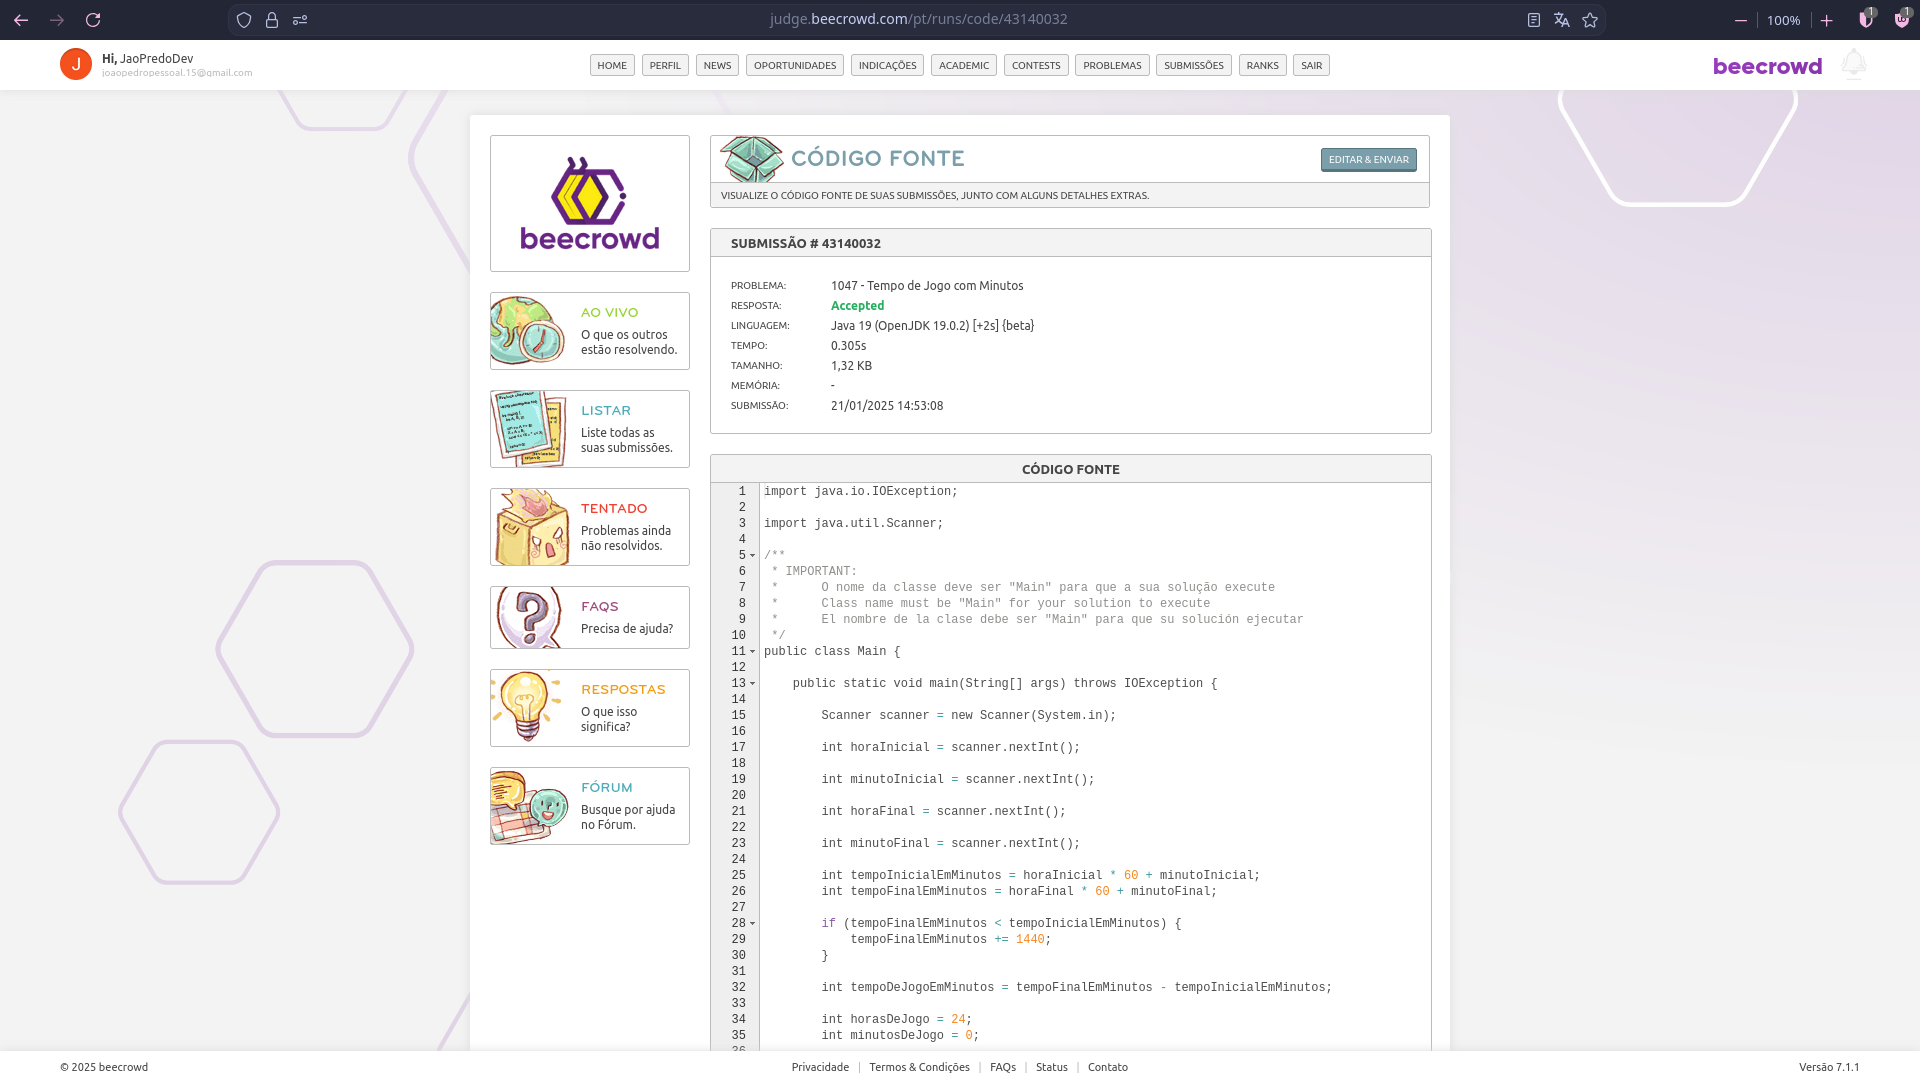 judge.beecrowd.com/pt/runs/code/43140032
100%
1
1
J
Hi, JaoPredoDev
joaopedropessoal.15@gmail.com
HOME
PERFIL
NEWS
OPORTUNIDADES
INDICAÇÕES
ACADEMIC
CONTESTS
PROBLEMAS
SUBMISSÕES
RANKS
SAIR
beecrowd
beecrowd
AO VIVO
O que os outros
estão resolvendo.
LISTAR
Liste todas as
suas submissões.
TENTADO
Problemas ainda
não resolvidos.
FAQS
Precisa de ajuda?
RESPOSTAS
O que isso
significa?
FÓRUM
Busque por ajuda
no Fórum.
CÓDIGO FONTE
EDITAR & ENVIAR
VISUALIZE O CÓDIGO FONTE DE SUAS SUBMISSÕES, JUNTO COM ALGUNS DETALHES EXTRAS.
SUBMISSÃO # 43140032
PROBLEMA: 1047 - Tempo de Jogo com Minutos
RESPOSTA: Accepted
LINGUAGEM: Java 19 (OpenJDK 19.0.2) [+2s] {beta}
TEMPO: 0.305s
TAMANHO: 1,32 KB
MEMÓRIA: -
SUBMISSÃO: 21/01/2025 14:53:08
CÓDIGO FONTE
1 import java.io.IOException;
2
3 import java.util.Scanner;
4
5 /**
6  * IMPORTANT:
7  *      O nome da classe deve ser "Main" para que a sua solução execute
8  *      Class name must be "Main" for your solution to execute
9  *      El nombre de la clase debe ser "Main" para que su solución ejecutar
10  */
11 public class Main {
12
13     public static void main(String[] args) throws IOException {
14
15         Scanner scanner = new Scanner(System.in);
16
17         int horaInicial = scanner.nextInt();
18
19         int minutoInicial = scanner.nextInt();
20
21         int horaFinal = scanner.nextInt();
22
23         int minutoFinal = scanner.nextInt();
24
25         int tempoInicialEmMinutos = horaInicial * 60 + minutoInicial;
26         int tempoFinalEmMinutos = horaFinal * 60 + minutoFinal;
27
28         if (tempoFinalEmMinutos < tempoInicialEmMinutos) {
29             tempoFinalEmMinutos += 1440;
30         }
31
32         int tempoDeJogoEmMinutos = tempoFinalEmMinutos - tempoInicialEmMinutos;
33
34         int horasDeJogo = 24;
35         int minutosDeJogo = 0;
36
© 2025 beecrowd
Privacidade | Termos & Condições | FAQs | Status | Contato
Versão 7.1.1